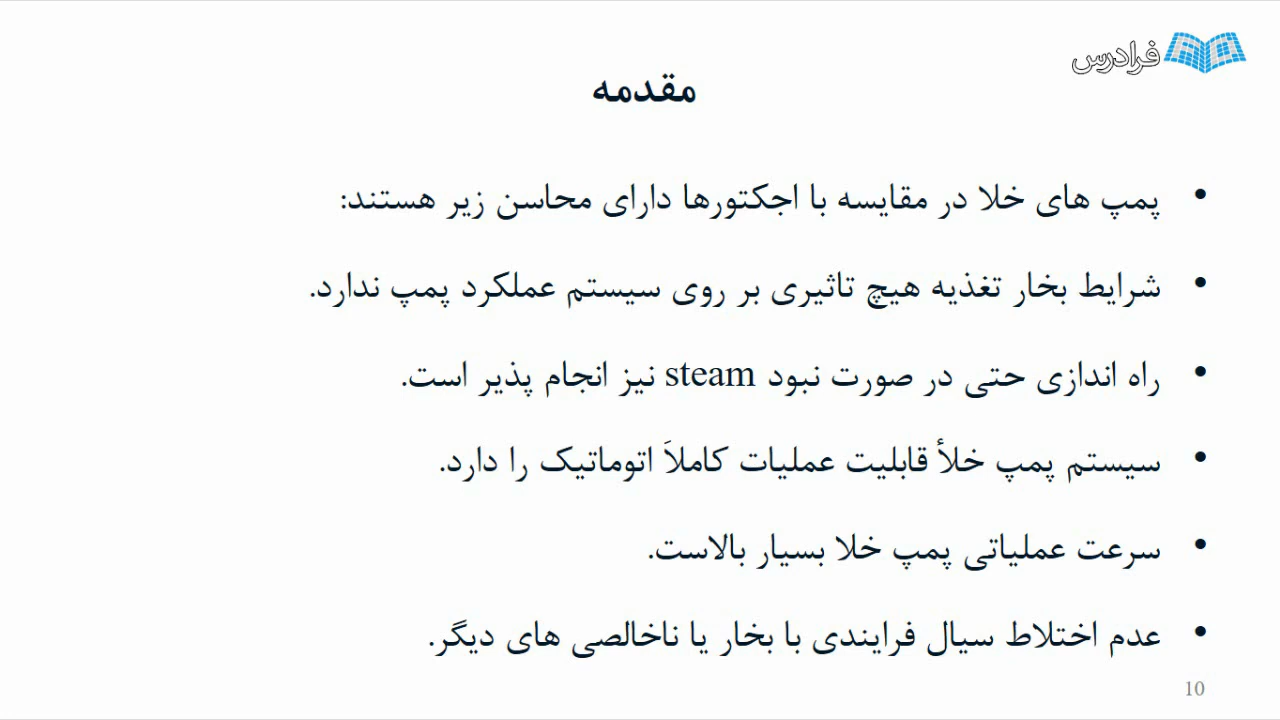 فرادرس
مقدمه
• پمپ های خلا در مقایسه با اجکتورها دارای محاسن زیر هستند:
• شرایط بخار تغذیه هیچ تاثیری بر روی سیستم عملکرد پمپ ندارد.
• راه اندازی حتی در صورت نبود steam نیز انجام پذیر است.
• سیستم پمپ خلأ قابلیت عملیات کاملاَ اتوماتیک را دارد.
• سرعت عملیاتی پمپ خلا بسیار بالاست.
• عدم اختلاط سیال فرایندی با بخار یا ناخالصی های دیگر.
10